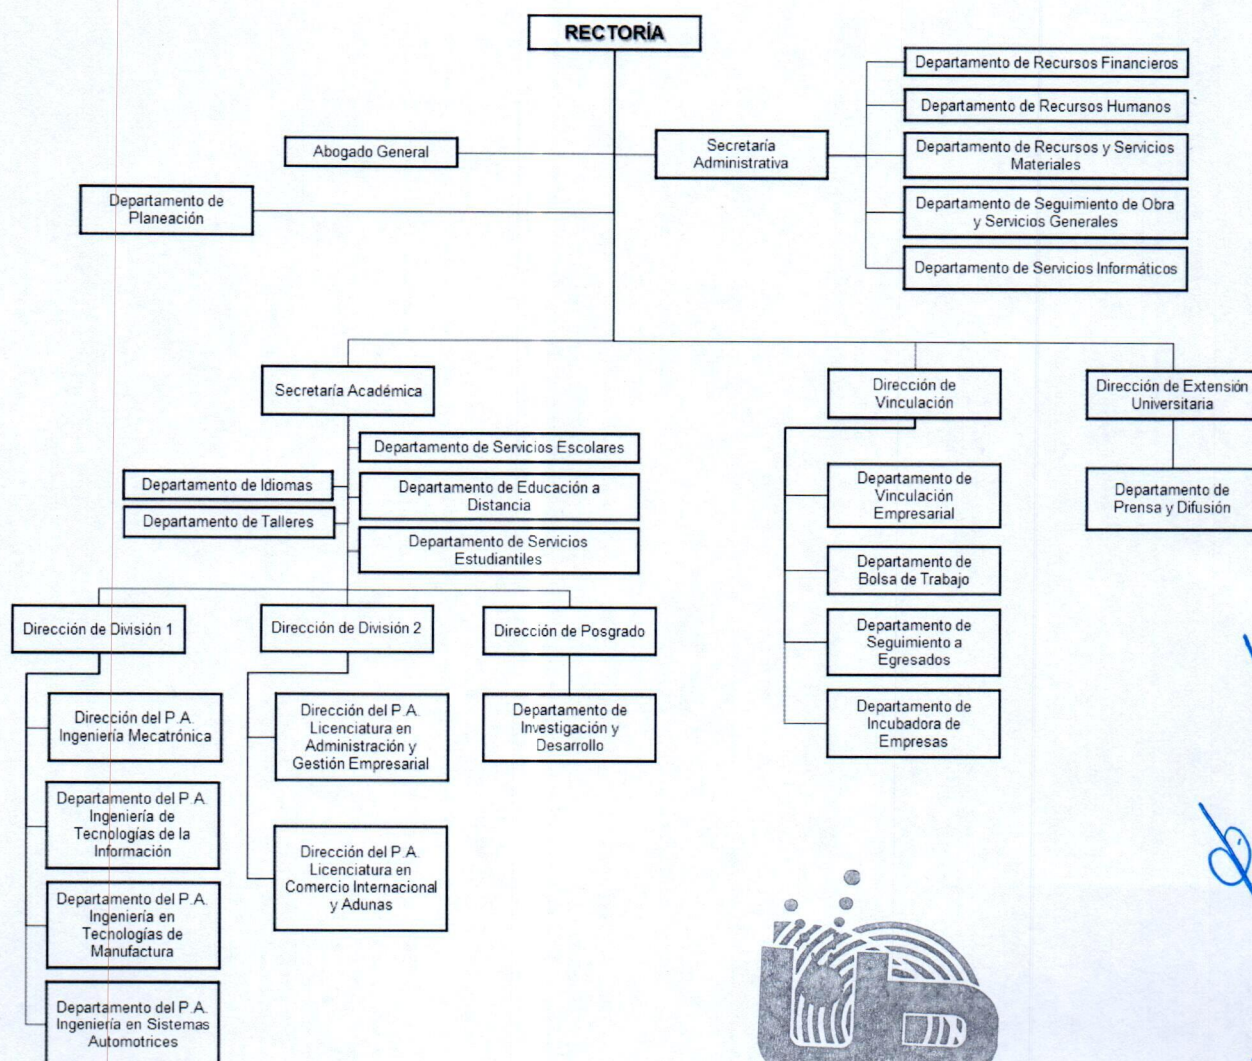 RECTORÍA
Departamento de Recursos Financieros
Departamento de Recursos Humanos
Abogado General
Secretaría
Administrativa
Departamento de Recursos y Servicios
Materiales
Departamento de
Planeación
Departamento de Seguimiento de Obra
y Servicios Generales
Departamento de Servicios Informáticos
Secretaría Académica
Dirección de
Vinculación
Dirección de Extensión
Universitaria
Departamento de Servicios Escolares
Departamento de Idiomas
Departamento de Educación a
Distancia
Departamento de Talleres
Departamento de Servicios
Estudiantiles
Departamento de
Vinculación
Empresarial
Departamento de
Prensa y Difusión
Departamento de
Bolsa de Trabajo
Departamento de
Seguimiento a
Egresados
Departamento de
Incubadora de
Empresas
Dirección de División 1
Dirección de División 2
Dirección de Posgrado
Dirección del P.A.
Ingeniería Mecatrónica
Departamento del P.A.
Ingeniería de
Tecnologías de la
Información
Departamento del P.A.
Ingeniería en
Tecnologías de
Manufactura
Departamento del P.A.
Ingeniería en Sistemas
Automotrices
Dirección del P.A.
Licenciatura en
Administración y
Gestión Empresarial
Dirección del P.A.
Licenciatura en
Comercio Internacional
y Adunas
Departamento de
Investigación y
Desarrollo